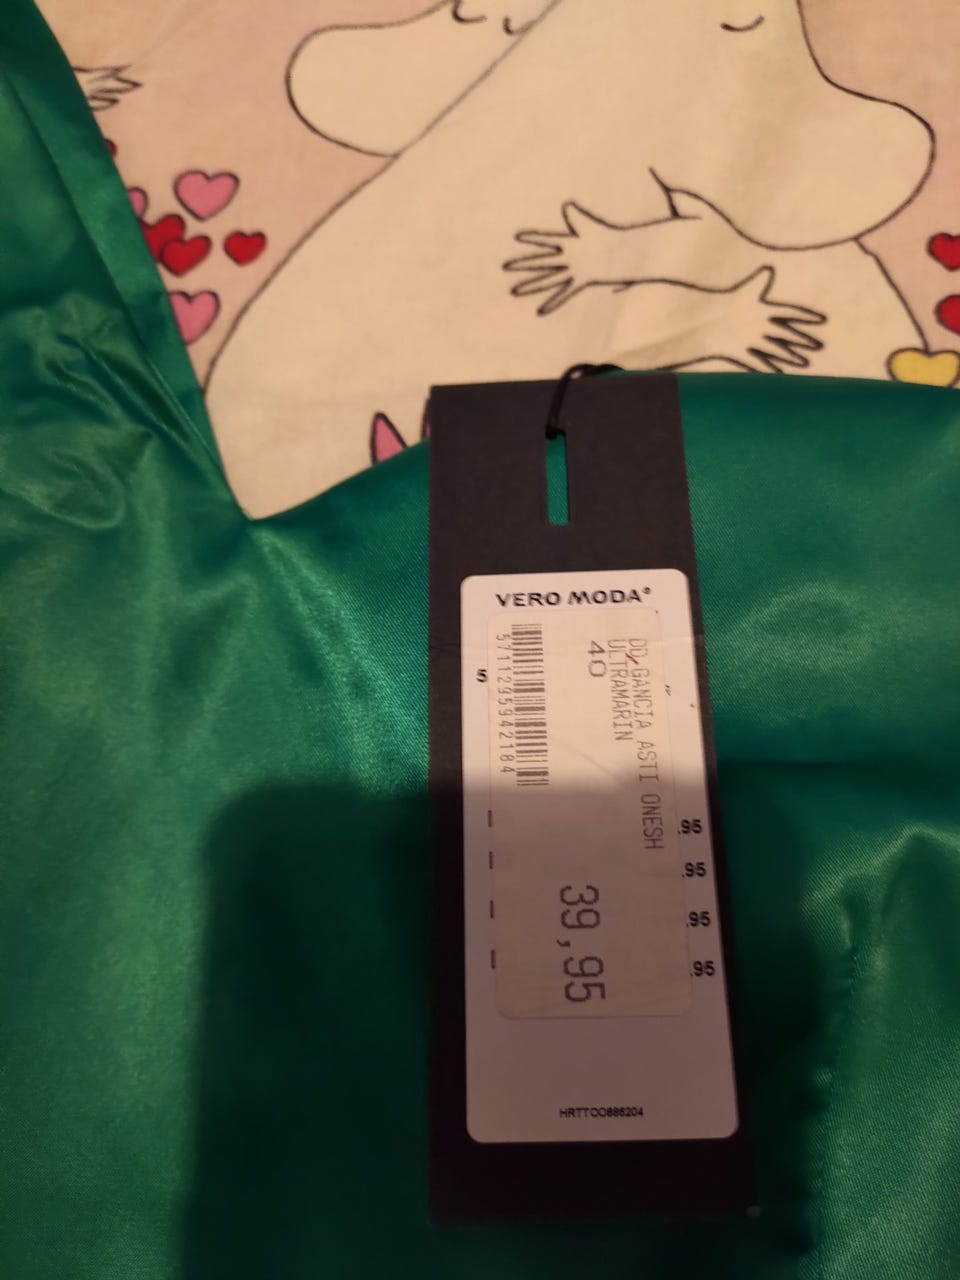 VERO MODA®
DD GANCIA ASTI ONESH
ULTRAMARIN
40
5711295942184
39,95
5
.95
.95
.95
.95
HRTTOO886204